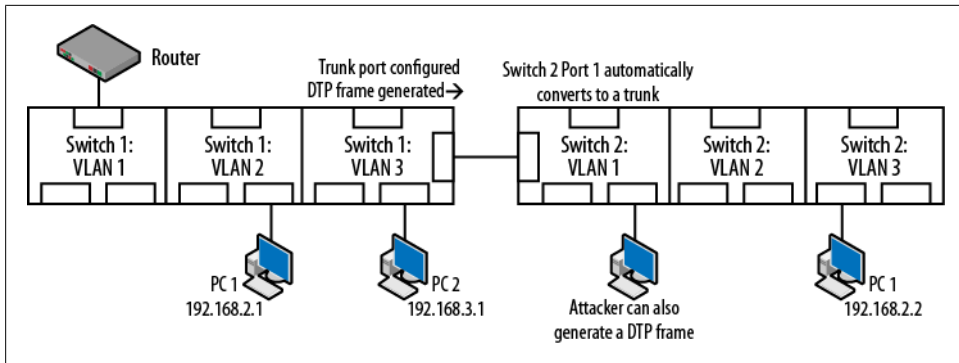 Router
Trunk port configured
DTP frame generated→
Switch 2 Port 1 automatically
converts to a trunk
Switch 1:
VLAN 1
Switch 1:
VLAN 2
Switch 1:
VLAN 3
Switch 2:
VLAN 1
Switch 2:
VLAN 2
Switch 2:
VLAN 3
PC 1
192.168.2.1
PC 2
192.168.3.1
Attacker can also
generate a DTP frame
PC 1
192.168.2.2